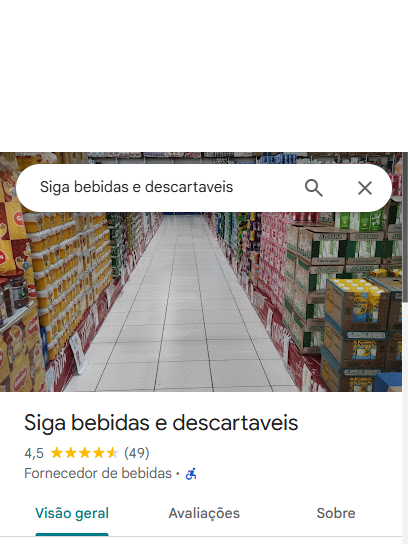 Siga bebidas e descartaveis
Siga bebidas e descartaveis
4,5 (49)
Fornecedor de bebidas ·
Visão geral Avaliações Sobre